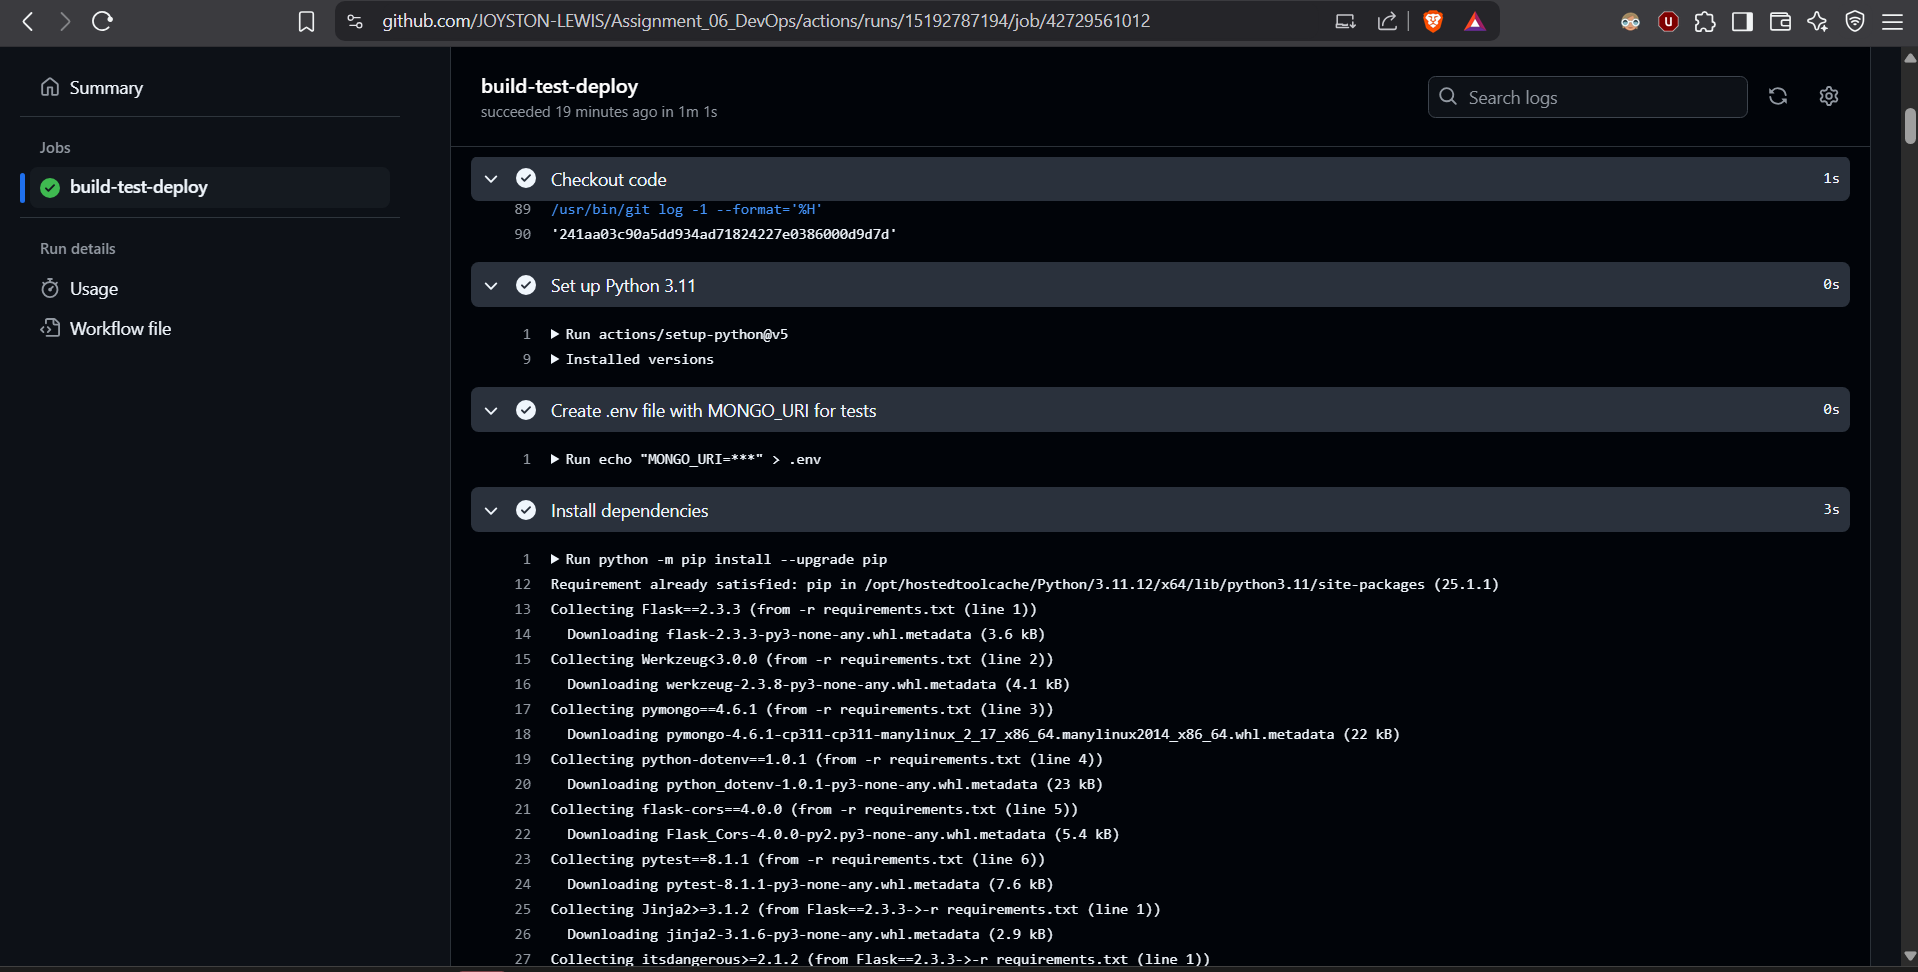 github.com/JOYSTON-LEWIS/Assignment_06_DevOps/actions/runs/15192787194/job/42729561012
Summary
Jobs
build-test-deploy
Run details
Usage
Workflow file
build-test-deploy
succeeded 19 minutes ago in 1m 1s
Search logs
Checkout code 1s
89 /usr/bin/git log -1 --format='%H'
90 '241aa03c90a5dd934ad71824227e0386000d9d7d'
Set up Python 3.11 0s
1 Run actions/setup-python@v5
9 Installed versions
Create .env file with MONGO_URI for tests 0s
1 Run echo "MONGO_URI=***" > .env
Install dependencies 3s
1 Run python -m pip install --upgrade pip
12 Requirement already satisfied: pip in /opt/hostedtoolcache/Python/3.11.12/x64/lib/python3.11/site-packages (25.1.1)
13 Collecting Flask==2.3.3 (from -r requirements.txt (line 1))
14 Downloading flask-2.3.3-py3-none-any.whl.metadata (3.6 kB)
15 Collecting Werkzeug<3.0.0 (from -r requirements.txt (line 2))
16 Downloading werkzeug-2.3.8-py3-none-any.whl.metadata (4.1 kB)
17 Collecting pymongo==4.6.1 (from -r requirements.txt (line 3))
18 Downloading pymongo-4.6.1-cp311-cp311-manylinux_2_17_x86_64.manylinux2014_x86_64.whl.metadata (22 kB)
19 Collecting python-dotenv==1.0.1 (from -r requirements.txt (line 4))
20 Downloading python_dotenv-1.0.1-py3-none-any.whl.metadata (23 kB)
21 Collecting flask-cors==4.0.0 (from -r requirements.txt (line 5))
22 Downloading Flask_Cors-4.0.0-py2.py3-none-any.whl.metadata (5.4 kB)
23 Collecting pytest==8.1.1 (from -r requirements.txt (line 6))
24 Downloading pytest-8.1.1-py3-none-any.whl.metadata (7.6 kB)
25 Collecting Jinja2>=3.1.2 (from Flask==2.3.3->-r requirements.txt (line 1))
26 Downloading jinja2-3.1.6-py3-none-any.whl.metadata (2.9 kB)
27 Collecting itsdangerous>=2.1.2 (from Flask==2.3.3->-r requirements.txt (line 1))